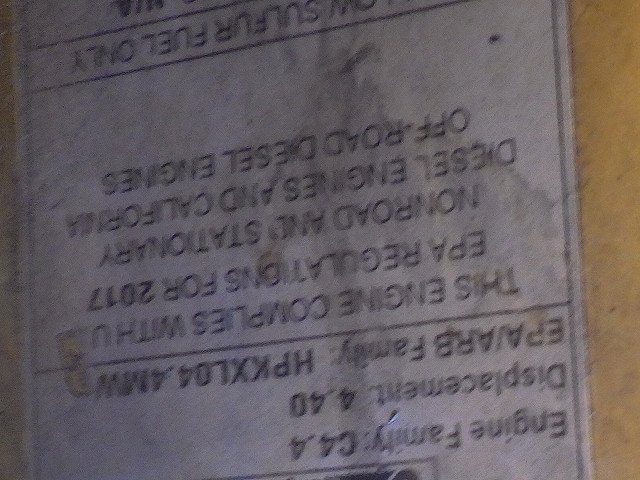 Engine Family: C4.4
Displacement: 4.40
EPA/ARB Family: HPKXL04.4MW
THIS ENGINE COMPLIES WITH U.
EPA REGULATIONS FOR 2017
NONROAD AND STATIONARY
DIESEL ENGINES AND CALIFORNIA
OFF-ROAD DIESEL ENGINES
LOW SULFUR FUEL ONLY
N/A